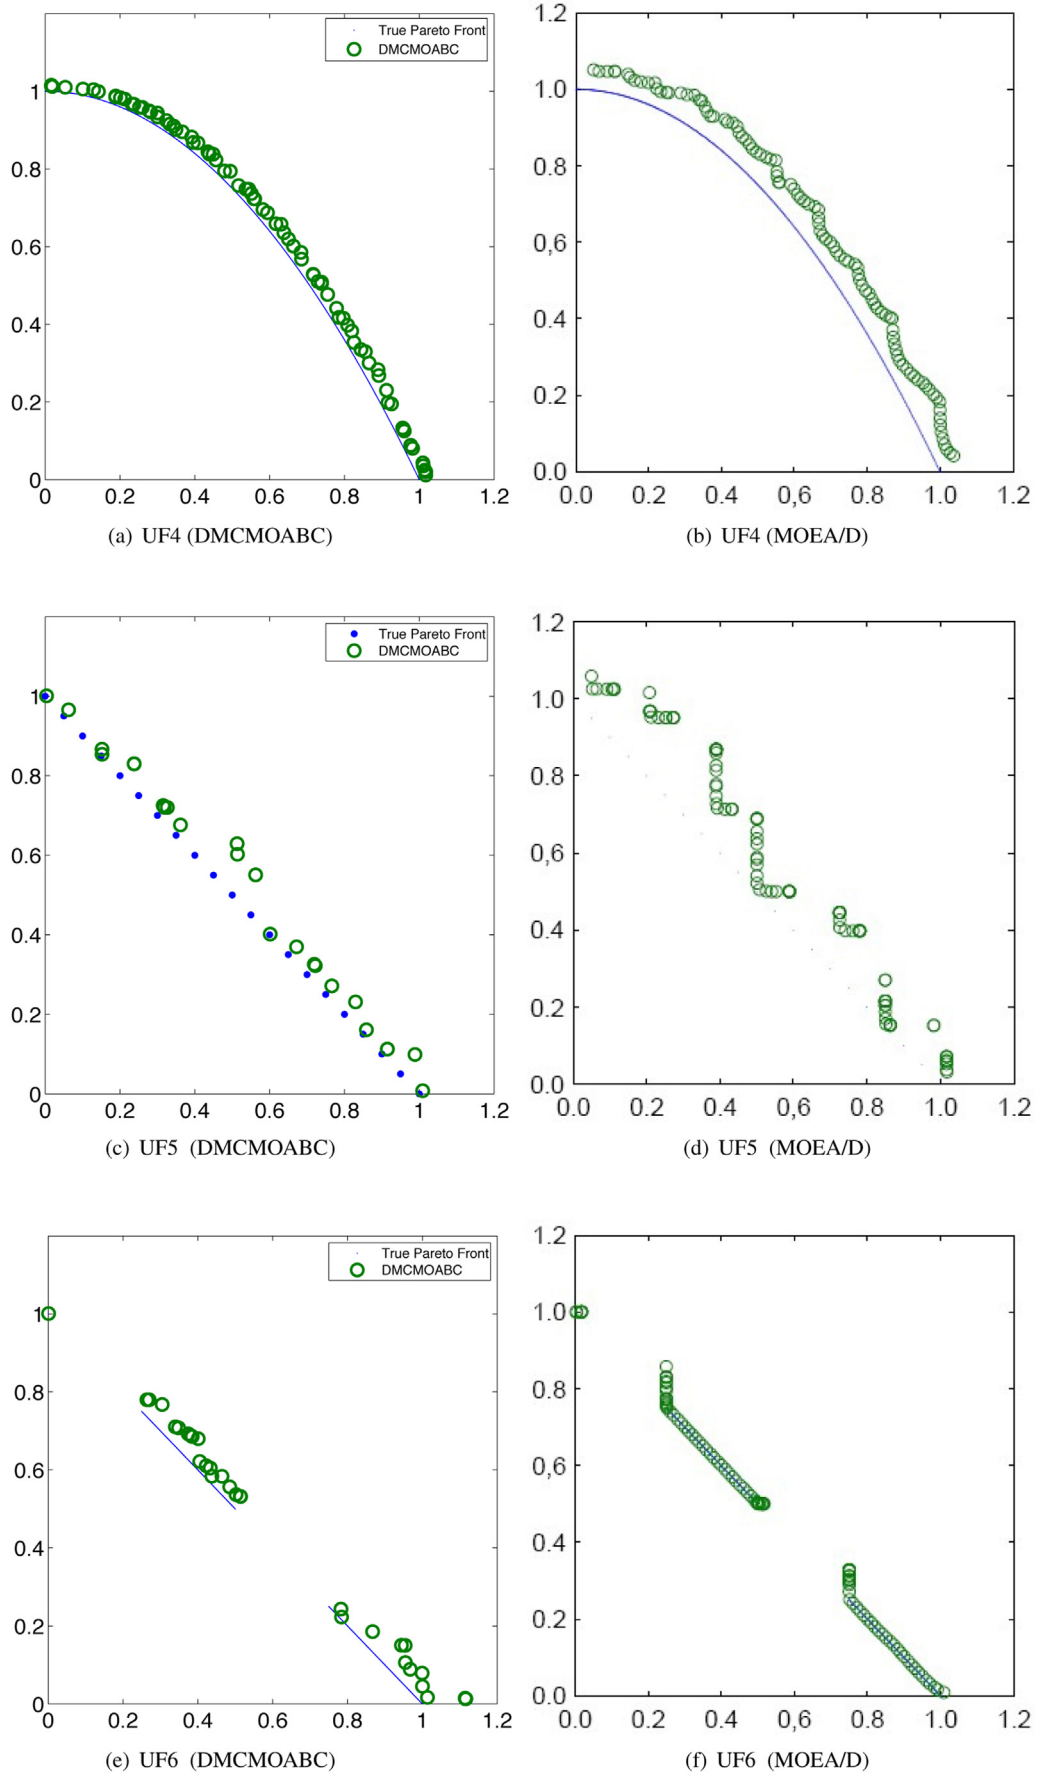 True Pareto Front
DMCMOABC
1
0.8
0.6
0.4
0.2
0
0 0.2 0.4 0.6 0.8 1 1.2
(a) UF4 (DMCMOABC)
1.2
1.0
0.8
0,6
0.4
0.2
0.0
0.0 0.2 0.4 0,6 0.8 1.0 1.2
(b) UF4 (MOEA/D)
True Pareto Front
DMCMOABC
1
0.8
0.6
0.4
0.2
0
0 0.2 0.4 0.6 0.8 1 1.2
(c) UF5 (DMCMOABC)
1.2
1.0
0.8
0,6
0.4
0.2
0.0
0.0 0.2 0.4 0,6 0.8 1.0 1.2
(d) UF5 (MOEA/D)
True Pareto Front
DMCMOABC
1
0.8
0.6
0.4
0.2
0
0 0.2 0.4 0.6 0.8 1 1.2
(e) UF6 (DMCMOABC)
1.2
1.0
0.8
0,6
0.4
0.2
0.0
0.0 0.2 0.4 0,6 0.8 1.0 1.2
(f) UF6 (MOEA/D)